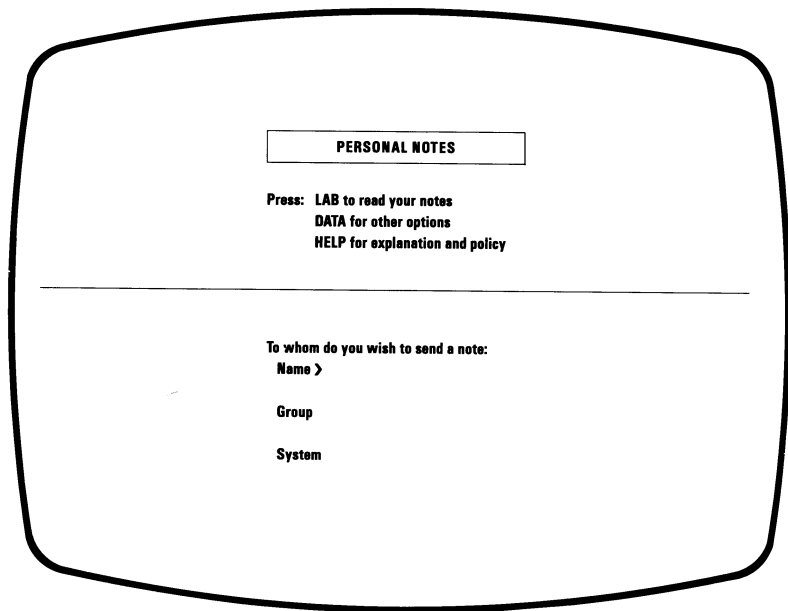 PERSONAL NOTES
Press: LAB to read your notes
DATA for other options
HELP for explanation and policy
To whom do you wish to send a note:
Name >
Group
System